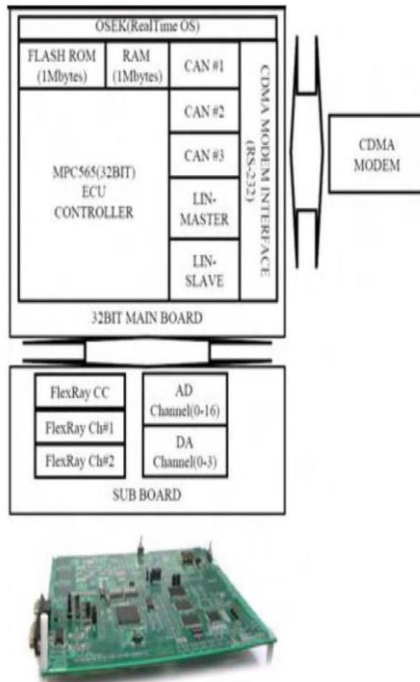 OSEK(RealTime OS)
FLASH ROM
(1Mbytes)
RAM
(1Mbytes)
CAN #1
CAN #2
CAN #3
LIN-
MASTER
LIN-
SLAVE
MPC565(32BIT)
ECU
CONTROLLER
CDMA MODEM INTERFACE
(RS-232)
CDMA
MODEM
32BIT MAIN BOARD
FlexRay CC
FlexRay Ch#1
FlexRay Ch#2
AD
Channel(0-16)
DA
Channel(0-3)
SUB BOARD